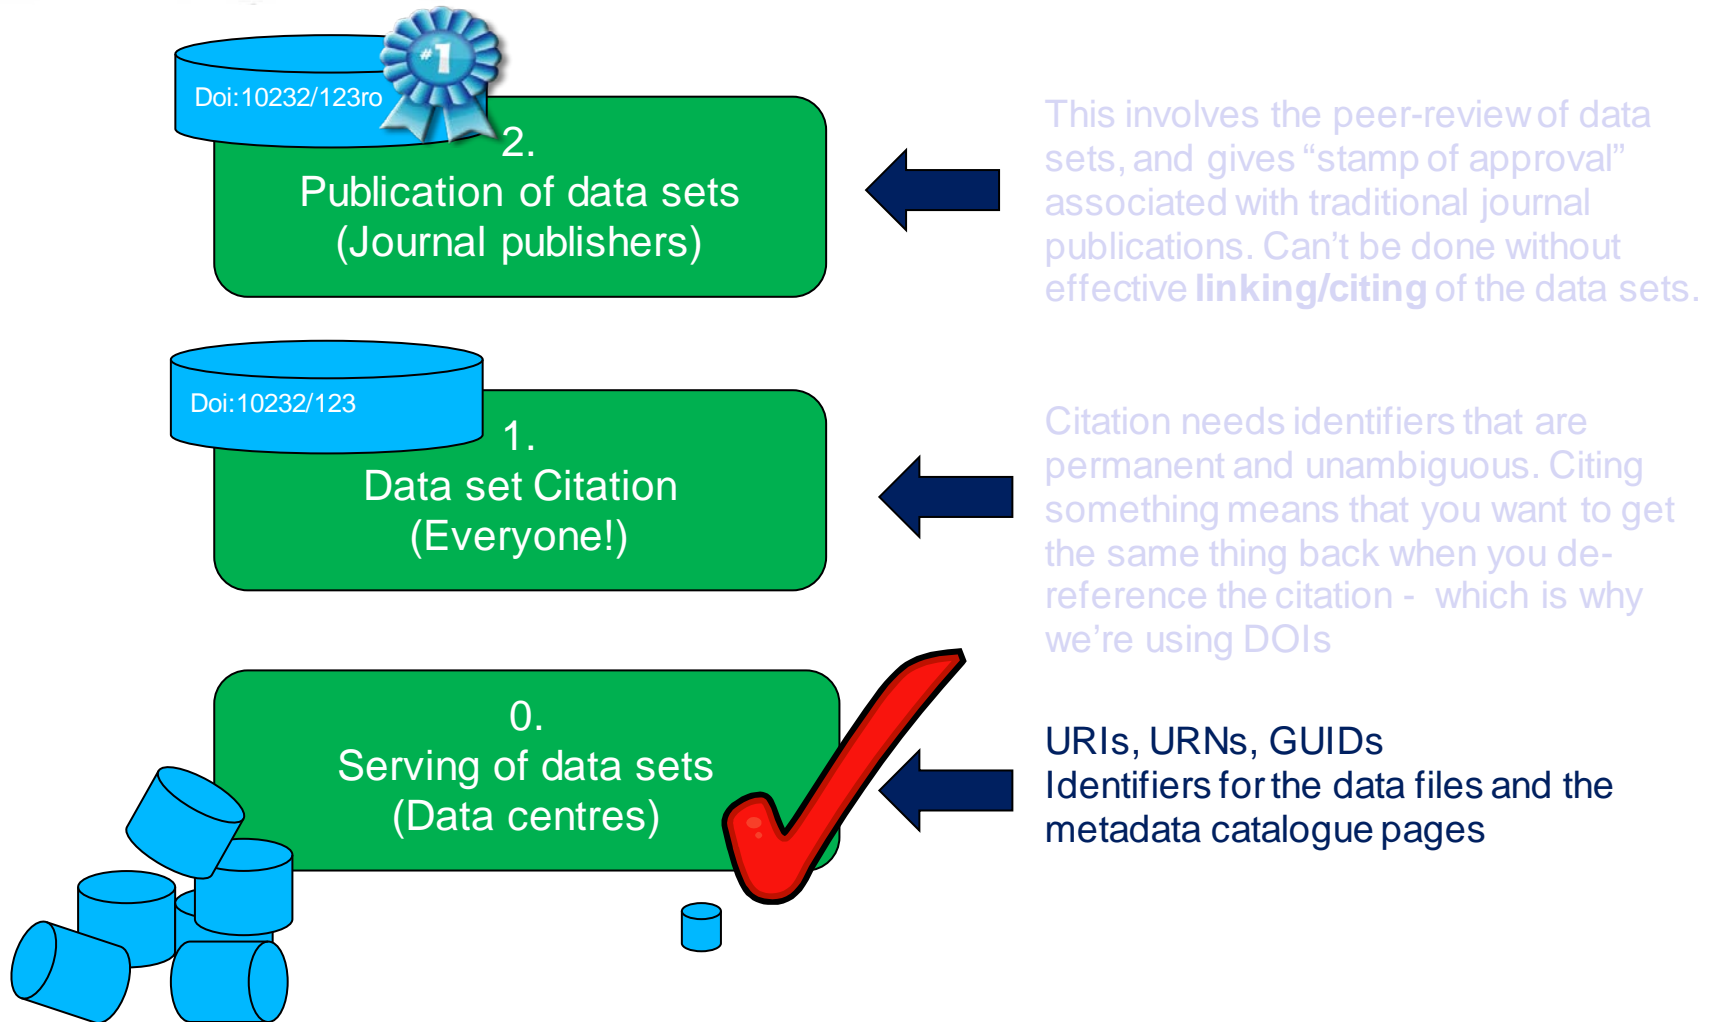 Doi:10232/123ro
#1
2.
Publication of data sets
(Journal publishers)
This involves the peer-review of data
sets, and gives “stamp of approval”
associated with traditional journal
publications. Can’t be done without
effective linking/citing of the data sets.
Doi:10232/123
1.
Data set Citation
(Everyone!)
Citation needs identifiers that are
permanent and unambiguous. Citing
something means that you want to get
the same thing back when you de-
reference the citation - which is why
we’re using DOIs
0.
Serving of data sets
(Data centres)
URIs, URNs, GUIDs
Identifiers for the data files and the
metadata catalogue pages